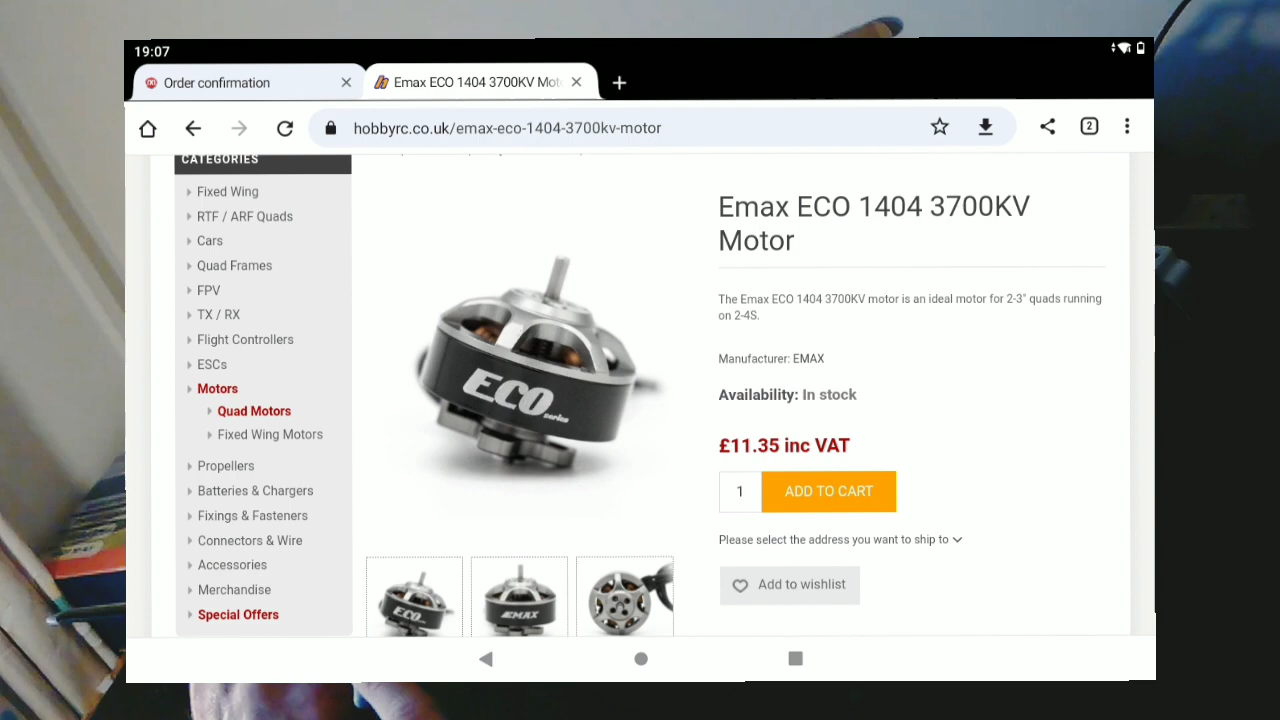 19:07
Order confirmation
Emax ECO 1404 3700KV Mot
2
hobbyrc.co.uk/emax-eco-1404-3700kv-motor
CATEGORIES
Fixed Wing
RTF / ARF Quads
Cars
Quad Frames
FPV
TX / RX
Flight Controllers
ESCs
Motors
Quad Motors
Fixed Wing Motors
Propellers
Batteries & Chargers
Fixings & Fasteners
Connectors & Wire
Accessories
Merchandise
Special Offers
ECO
series
ECO
EMAX
Emax ECO 1404 3700KV
Motor
The Emax ECO 1404 3700KV motor is an ideal motor for 2-3" quads running
on 2-4S.
Manufacturer: EMAX
Availability: In stock
£11.35 inc VAT
1
ADD TO CART
Please select the address you want to ship to
Add to wishlist